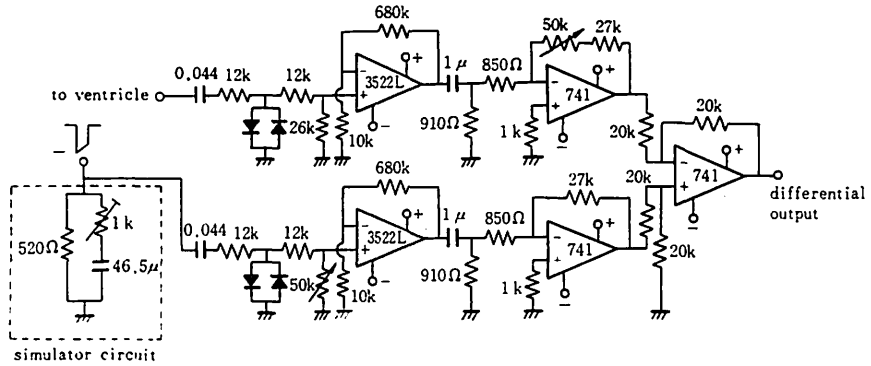 680k
50k 27k
+
1μ
850Ω
+
0.044 12k 12k
3522L
741
to ventricle
20k
26k
10k
910Ω
1k
20k
+
680k
20k
741
differential
output
27k
1μ
850Ω
+
+
1k
0.044 12k 12k
3522L
741
20k
520Ω
46.5μ
50k
10k
910Ω
1k
simulator circuit